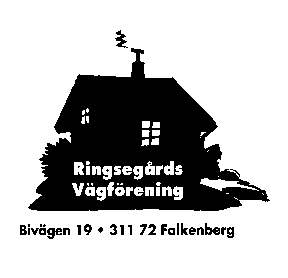 Ringsegårds
Vägförening
Bivägen 19 • 311 72 Falkenberg